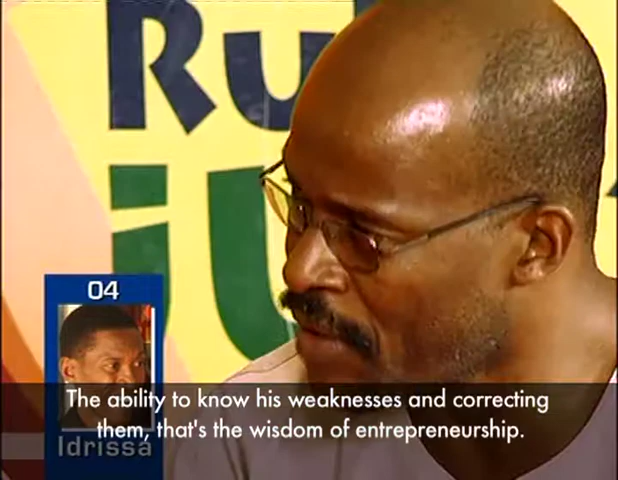 Ru
04
Idrissa
The ability to know his weaknesses and correcting
them, that's the wisdom of entrepreneurship.